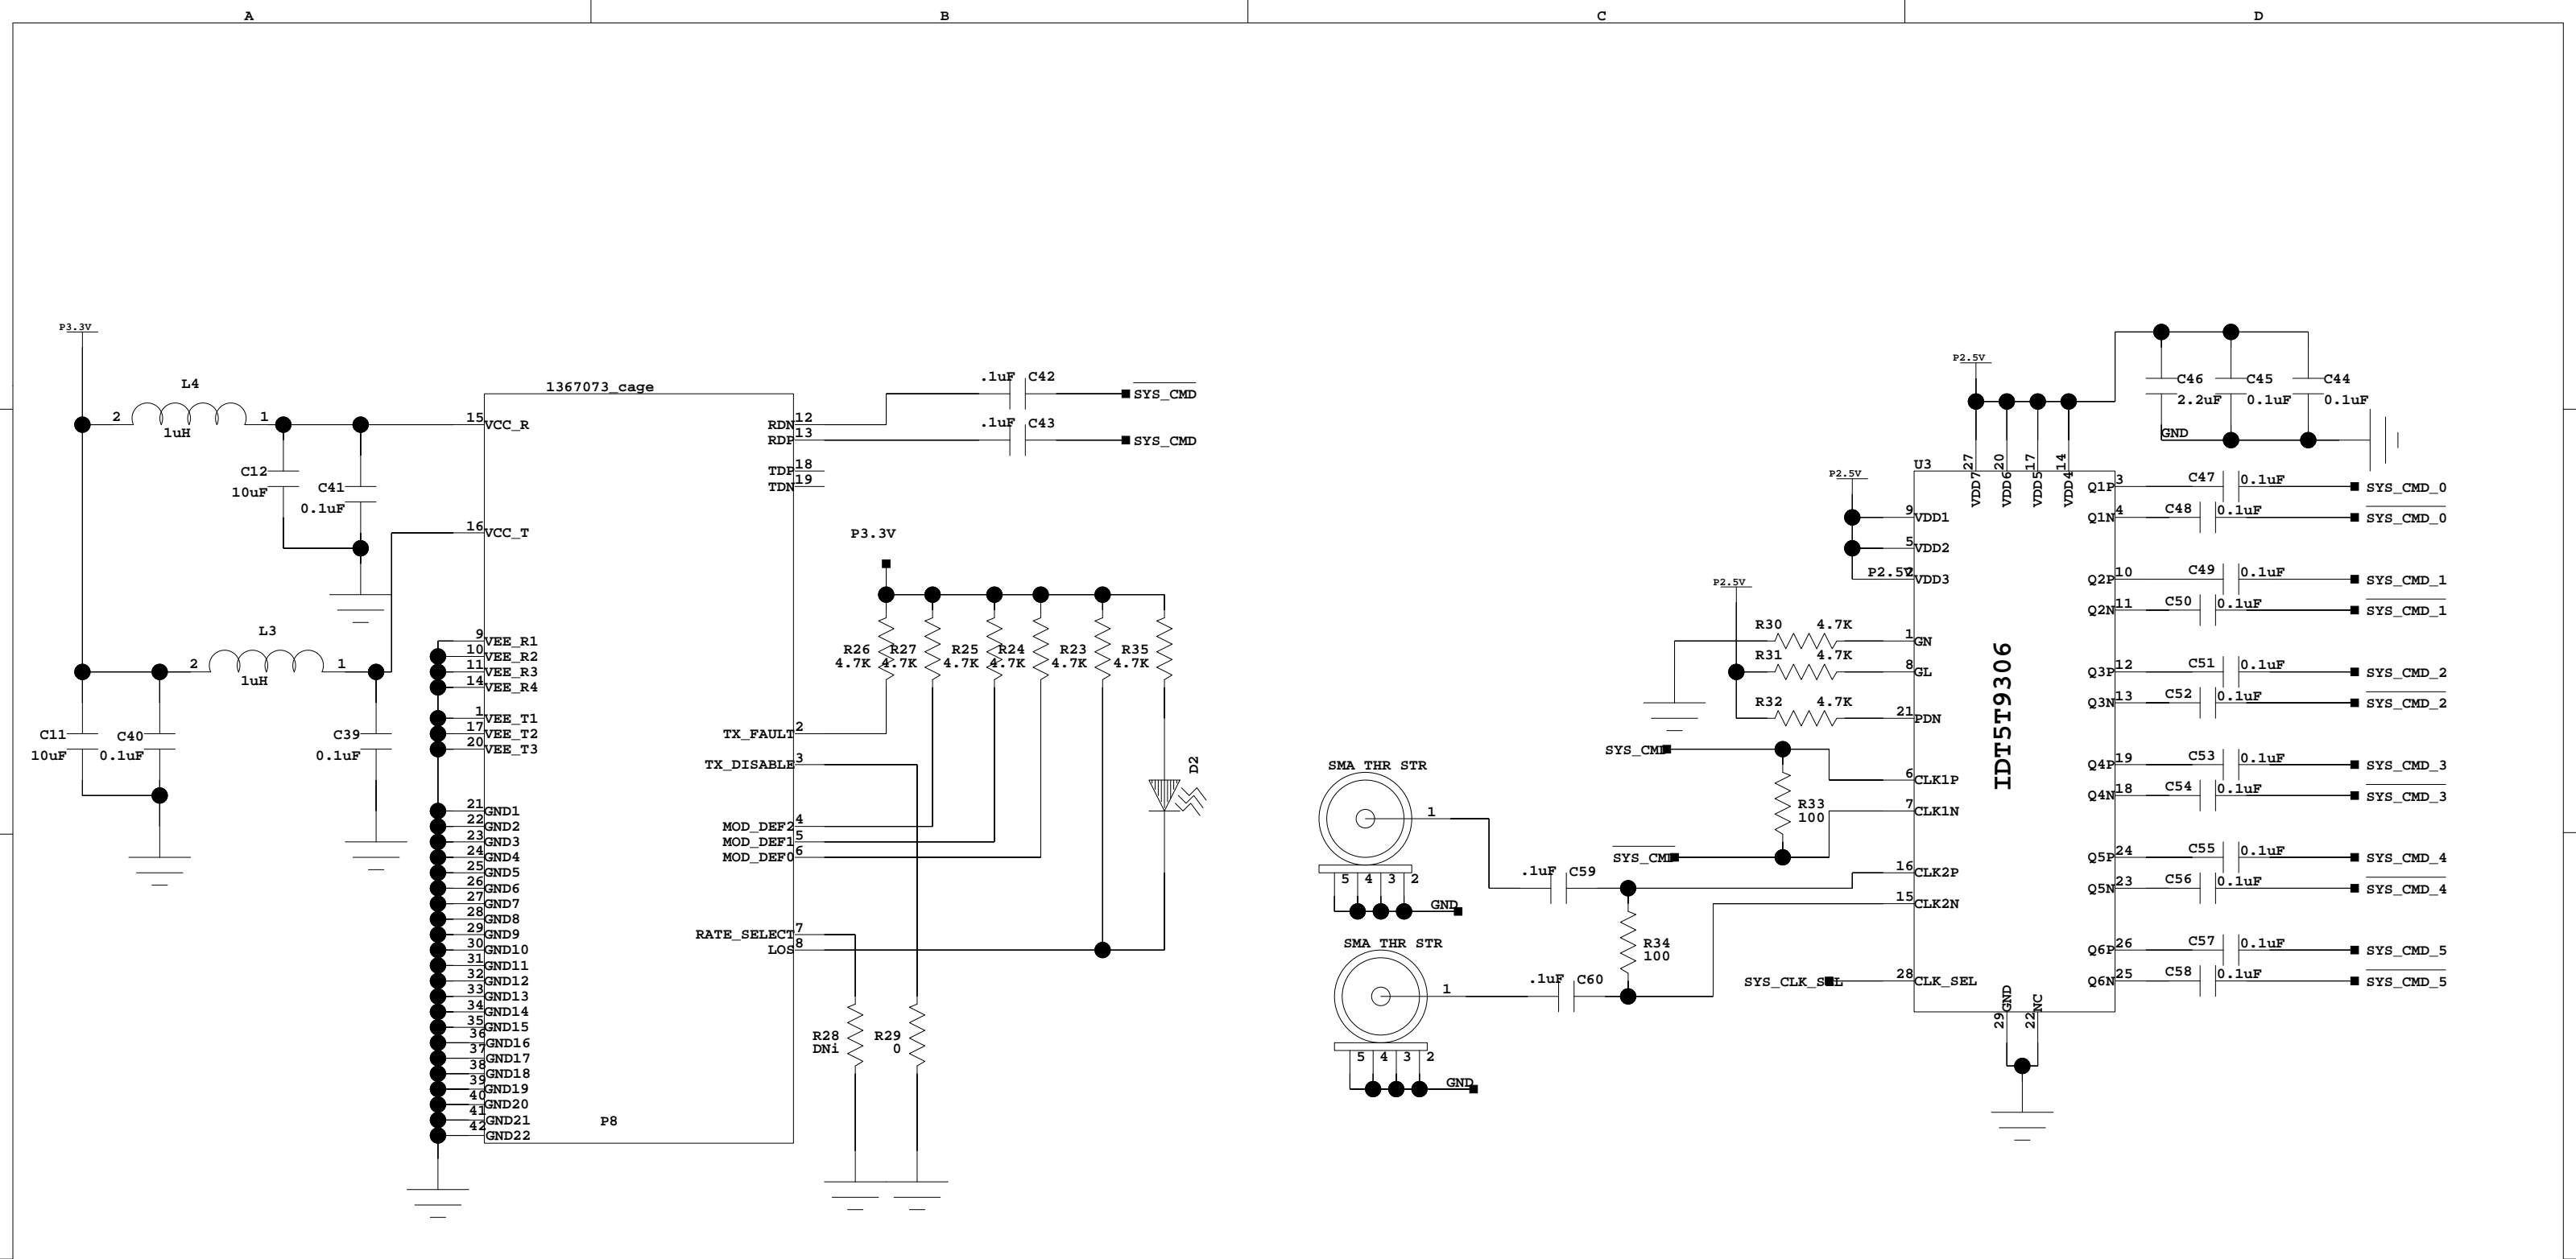 A B C D
P3.3V
L4
2 1
1uH
C12
10uF
C41
0.1uF
L3
2 1
1uH
C11
10uF
C40
0.1uF
C39
0.1uF
1367073_cage
15 VCC_R
16 VCC_T
9 VEE_R1
10 VEE_R2
11 VEE_R3
14 VEE_R4
1 VEE_T1
17 VEE_T2
20 VEE_T3
21 GND1
22 GND2
23 GND3
24 GND4
25 GND5
26 GND6
27 GND7
28 GND8
29 GND9
30 GND10
31 GND11
32 GND12
33 GND13
34 GND14
35 GND15
36 GND16
37 GND17
38 GND18
39 GND19
40 GND20
41 GND21
42 GND22
P8
RDN 12
RDP 13
TDP 18
TDN 19
TX_FAULT 2
TX_DISABLE 3
MOD_DEF2 4
MOD_DEF1 5
MOD_DEF0 6
RATE_SELECT 7
LOS 8
.1uF C42
SYS_CMD
.1uF C43
SYS_CMD
P3.3V
R26 R27 R25 R24 R23 R35
4.7K 4.7K 4.7K 4.7K 4.7K 4.7K
D2
R28
DNi
R29
0
SMA THR STR
1
5 4 3 2
GND
SMA THR STR
1
5 4 3 2
GND
.1uF C59
.1uF C60
R34
100
SYS_CMD
R33
100
SYS_CMD
SYS_CLK_SEL
P2.5V
R30 4.7K
R31 4.7K
R32 4.7K
P2.5V
P2.5V
P2.5V
U3
IDT5T9306
27 VDD7
20 VDD6
17 VDD5
14 VDD4
9 VDD1
5 VDD2
2 VDD3
1 GN
8 GL
21 PDN
6 CLK1P
7 CLK1N
16 CLK2P
15 CLK2N
28 CLK_SEL
29 GND
22 NC
C46
2.2uF
C45
0.1uF
C44
0.1uF
GND
Q1P 3 C47 0.1uF SYS_CMD_0
Q1N 4 C48 0.1uF SYS_CMD_0
Q2P 10 C49 0.1uF SYS_CMD_1
Q2N 11 C50 0.1uF SYS_CMD_1
Q3P 12 C51 0.1uF SYS_CMD_2
Q3N 13 C52 0.1uF SYS_CMD_2
Q4P 19 C53 0.1uF SYS_CMD_3
Q4N 18 C54 0.1uF SYS_CMD_3
Q5P 24 C55 0.1uF SYS_CMD_4
Q5N 23 C56 0.1uF SYS_CMD_4
Q6P 26 C57 0.1uF SYS_CMD_5
Q6N 25 C58 0.1uF SYS_CMD_5